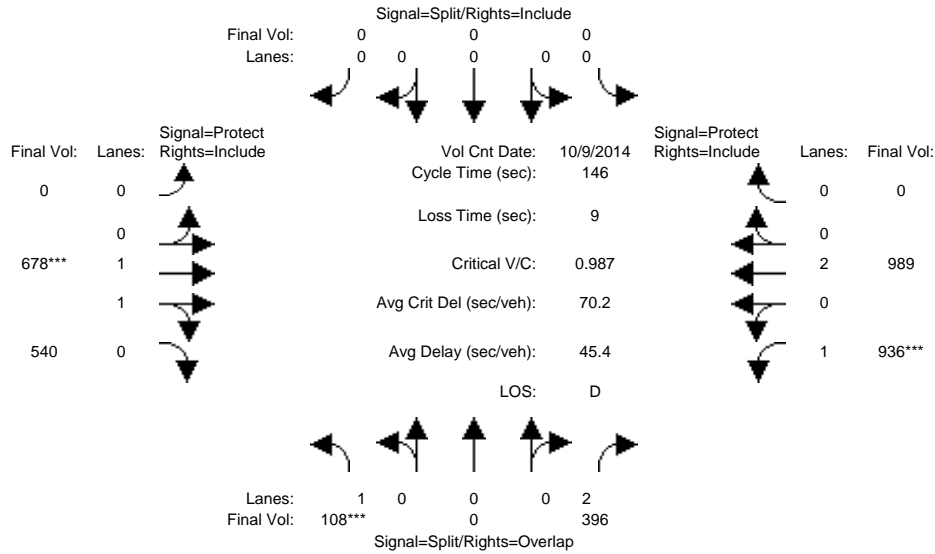 Signal=Split/Rights=Include
Final Vol: 0 0 0
Lanes: 0 0 0 0 0
Signal=Protect Signal=Protect
Final Vol: Lanes: Rights=Include Vol Cnt Date: 10/9/2014 Rights=Include Lanes: Final Vol:
Cycle Time (sec): 146
0 0 0 0
Loss Time (sec): 9
0 0
678*** 1 Critical V/C: 0.987 2 989
1 Avg Crit Del (sec/veh): 70.2 0
540 0 Avg Delay (sec/veh): 45.4 1 936***
LOS: D
Lanes: 1 0 0 0 2
Final Vol: 108*** 0 396
Signal=Split/Rights=Overlap